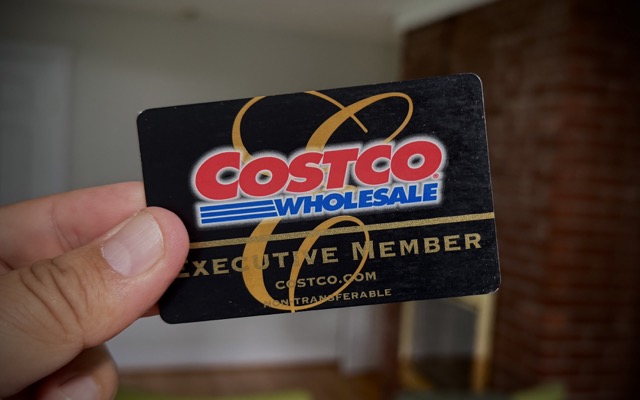 COSTCO
WHOLESALE
EXECUTIVE MEMBER
COSTCO.COM
NON-TRANSFERABLE